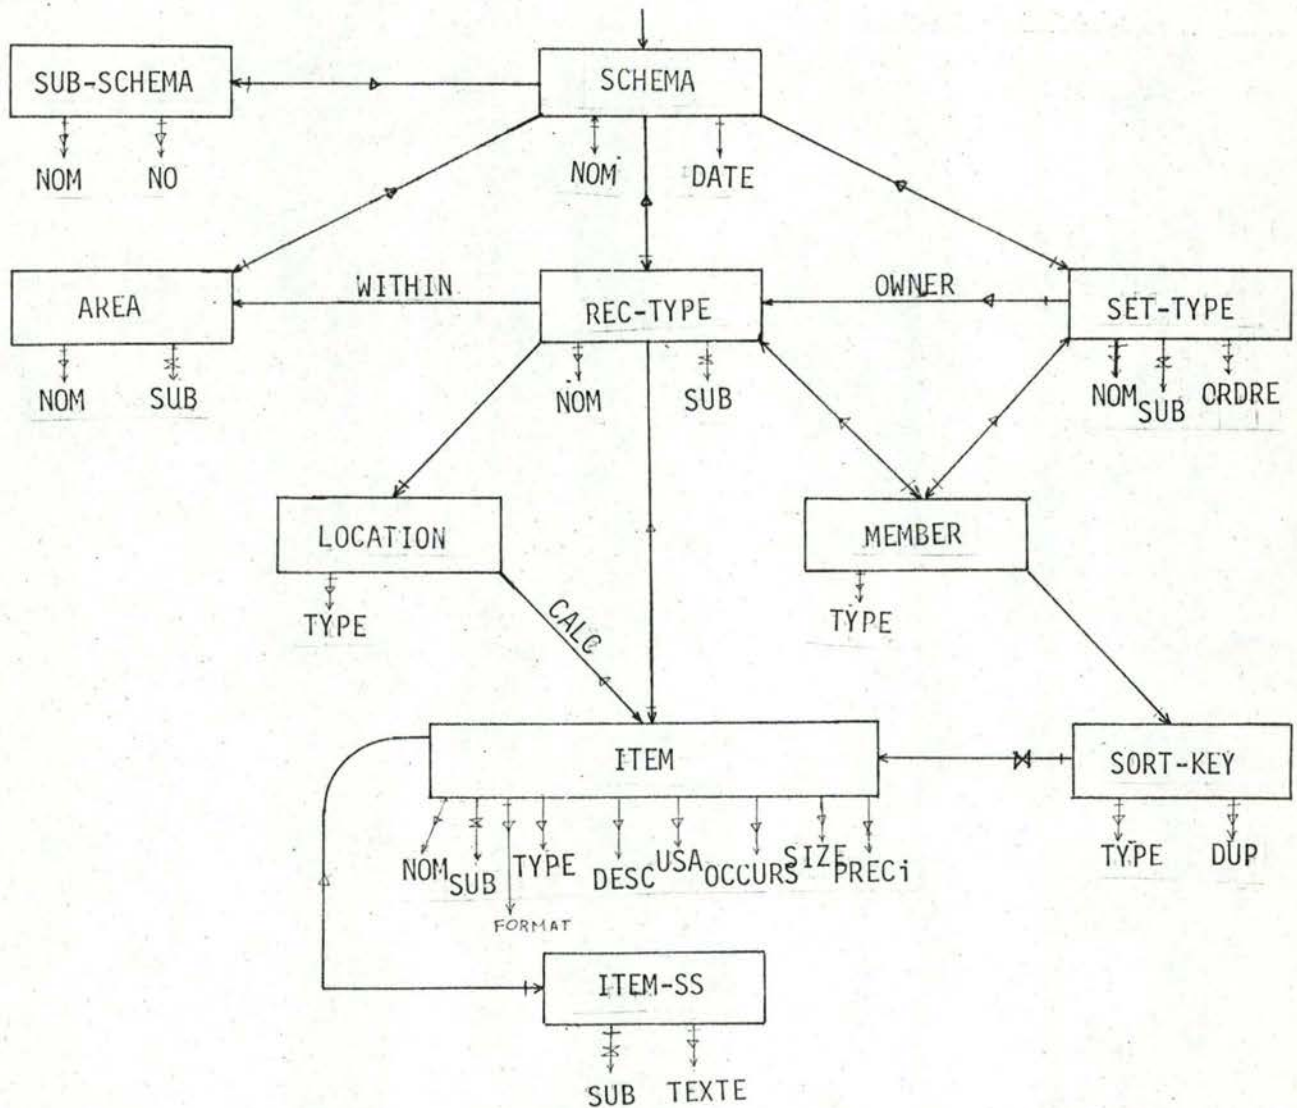 SUB-SCHEMA
SCHEMA
NOM
NO
NOM
DATE
AREA
WITHIN
REC-TYPE
OWNER
SET-TYPE
NOM
SUB
NOM
SUB
NOM
SUB
ORDRE
LOCATION
MEMBER
TYPE
CALC
TYPE
ITEM
SORT-KEY
NOM
SUB
FORMAT
TYPE
DESC
USA
OCCURS
SIZE
PRECi
TYPE
DUP
ITEM-SS
SUB
TEXTE